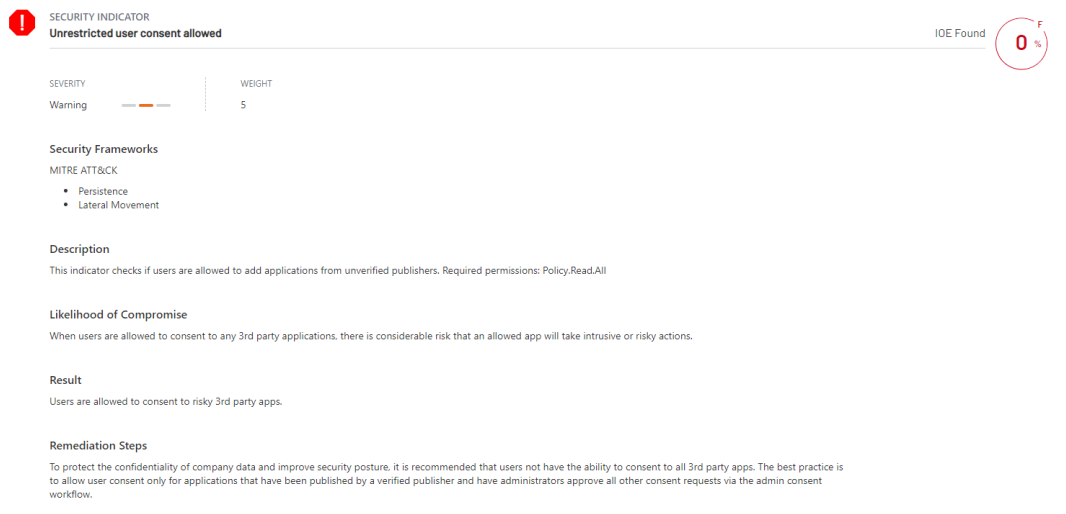 SECURITY INDICATOR
Unrestricted user consent allowed
IOE Found
0 %
F
SEVERITY
WEIGHT
Warning
5
Security Frameworks
MITRE ATT&CK
• Persistence
• Lateral Movement
Description
This indicator checks if users are allowed to add applications from unverified publishers. Required permissions: Policy.Read.All
Likelihood of Compromise
When users are allowed to consent to any 3rd party applications, there is considerable risk that an allowed app will take intrusive or risky actions.
Result
Users are allowed to consent to risky 3rd party apps.
Remediation Steps
To protect the confidentiality of company data and improve security posture, it is recommended that users not have the ability to consent to all 3rd party apps. The best practice is
to allow user consent only for applications that have been published by a verified publisher and have administrators approve all other consent requests via the admin consent
workflow.